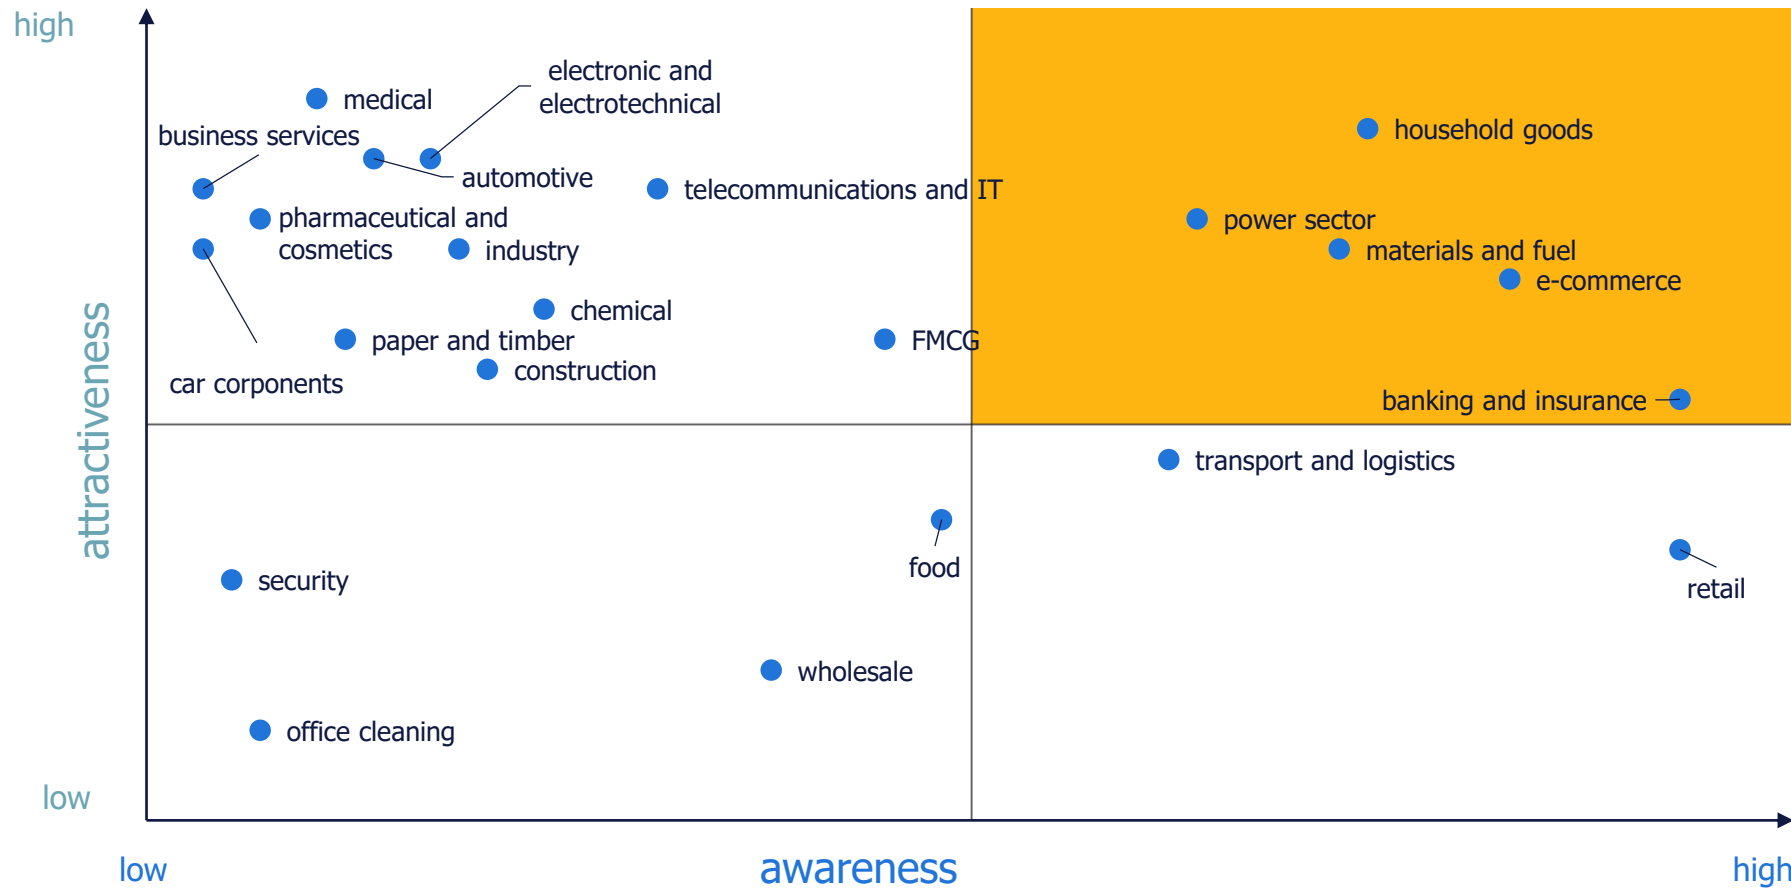 high
electronic and
electrotechnical
medical
household goods
business services
automotive
telecommunications and IT
pharmaceutical and
cosmetics
industry
power sector
materials and fuel
e-commerce
chemical
paper and timber
FMCG
construction
car corponents
banking and insurance
attractiveness
transport and logistics
food
security
retail
wholesale
office cleaning
low
low
awareness
high